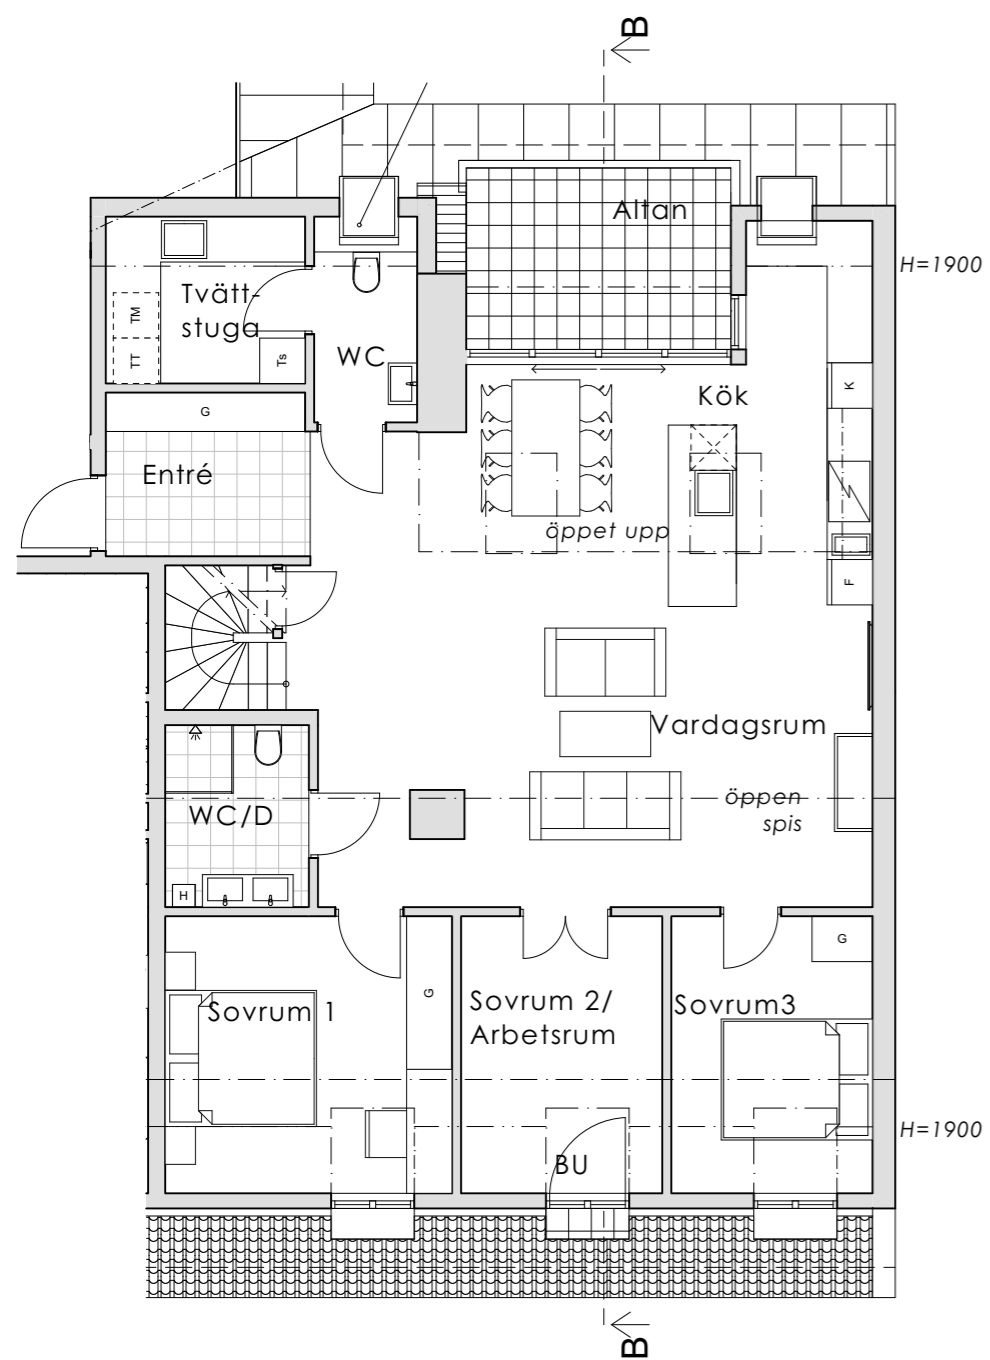 B
Altan
H=1900
Tvätt-
stuga
TM
TT
Ts
WC
Kök
K
G
Entré
öppet upp
F
Vardagsrum
öppen
spis
WC/D
H
G
G
Sovrum 1
Sovrum 2/
Arbetsrum
Sovrum3
H=1900
BU
B